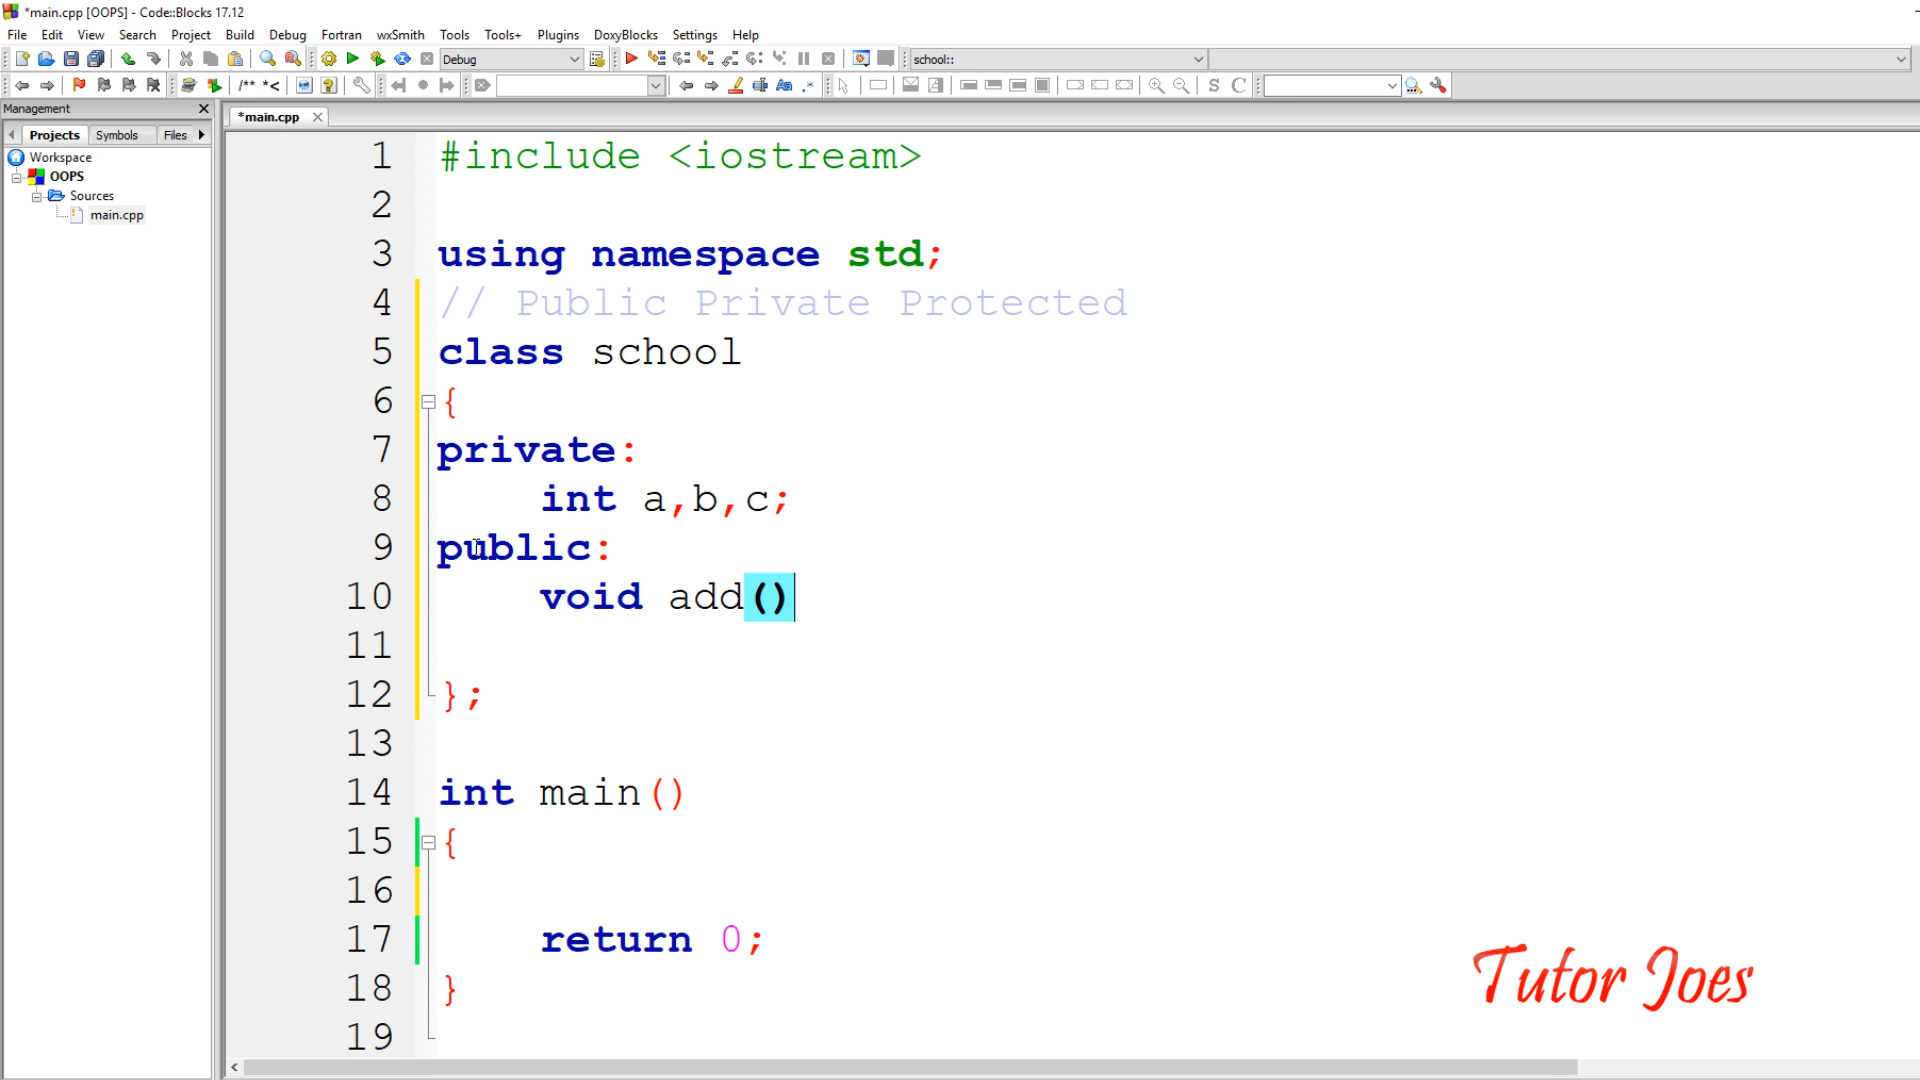 *main.cpp [OOPS] - Code::Blocks 17.12
File Edit View Search Project Build Debug Fortran wxSmith Tools Tools+ Plugins DoxyBlocks Settings Help
Debug
school::
/** *<
Management
Projects Symbols Files
*main.cpp
Workspace
OOPS
Sources
main.cpp
1 #include <iostream>
2
3 using namespace std;
4 // Public Private Protected
5 class school
6 {
7 private:
8 int a,b,c;
9 public:
10 void add()
11
12 };
13
14 int main()
15 {
16
17 return 0;
18 }
19
Tutor Joes